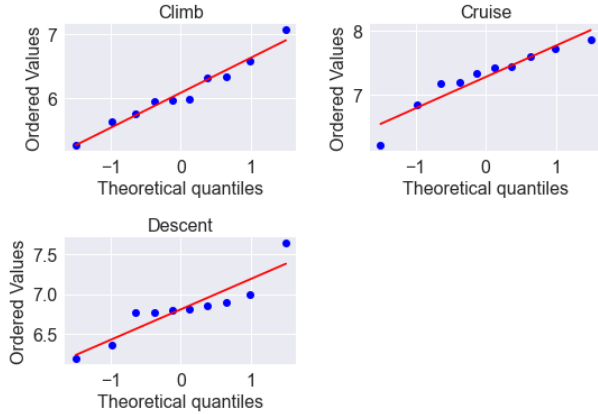 Climb
Ordered Values
7
6
−1
0
1
Theoretical quantiles
Cruise
Ordered Values
8
7
−1
0
1
Theoretical quantiles
Descent
Ordered Values
7.5
7.0
6.5
−1
0
1
Theoretical quantiles